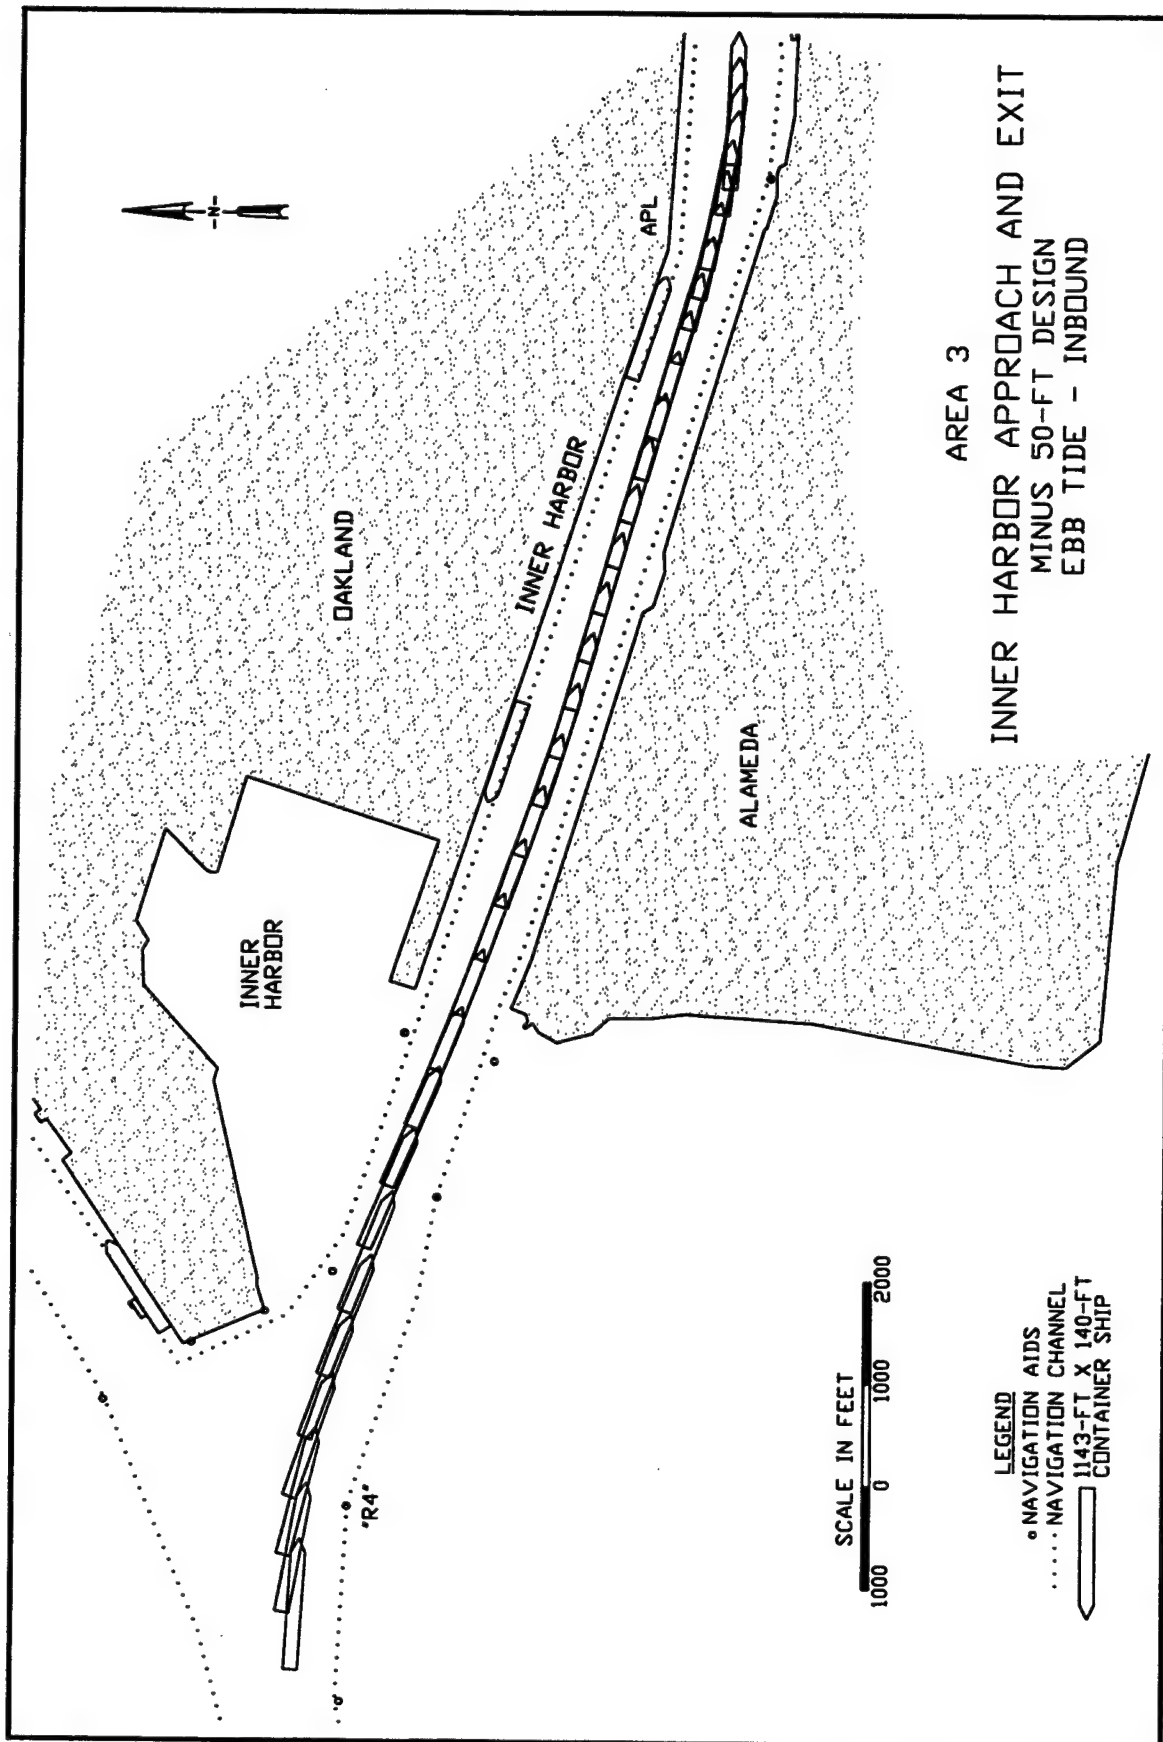 -N-
OAKLAND
INNER
HARBOR
INNER HARBOR
APL
ALAMEDA
"R4"
AREA 3
INNER HARBOR APPROACH AND EXIT
MINUS 50-FT DESIGN
EBB TIDE - INBOUND
SCALE IN FEET
1000 0 1000 2000
LEGEND
NAVIGATION AIDS
NAVIGATION CHANNEL
1143-FT X 140-FT
CONTAINER SHIP